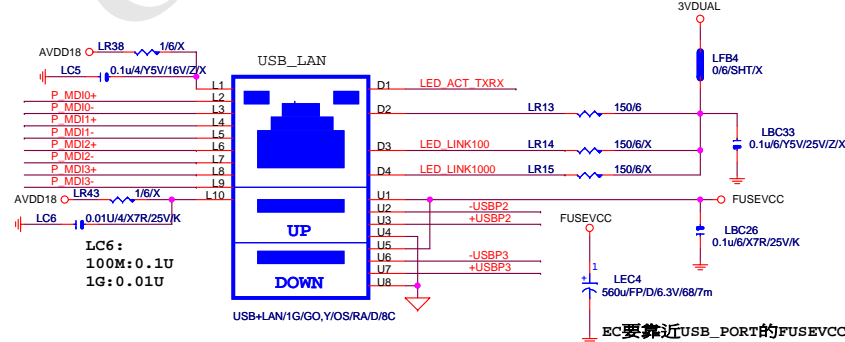 3VDUAL
AVDD18
LR38
1/6/X
LFB4
0/6/SHT/X
USB_LAN
LC5
0.1u/4/Y5V/16V/Z/X
L1
D1
LED_ACT_TXRX
P_MDI0+
L2
P_MDI0-
L3
D2
LR13
150/6
P_MDI1+
L4
P_MDI1-
L5
LBC33
0.1u/6/Y5V/25V/Z/X
P_MDI2+
L6
D3
LED_LINK100
LR14
150/6/X
P_MDI2-
L7
P_MDI3+
L8
D4
LED_LINK1000
LR15
150/6/X
P_MDI3-
L9
AVDD18
LR43
1/6/X
L10
U1
FUSEVCC
U2
-USBP2
LC6
0.01U/4/X7R/25V/K
U3
+USBP2
FUSEVCC
UP
U4
LBC26
0.1u/6/X7R/25V/K
LC6:
100M:0.1U
1G:0.01U
U5
U6
-USBP3
U7
+USBP3
1
+
DOWN
U8
LEC4
560u/FP/D/6.3V/68/7m
USB+LAN/1G/GO,Y/OS/RA/D/8C
EC要靠近USB_PORT的FUSEVCC